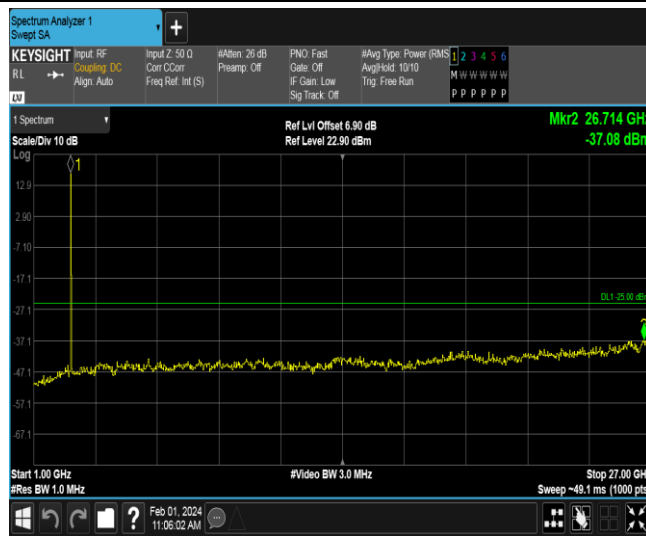 Spectrum Analyzer 1
Swept SA
+
KEYSIGHT
RL
LXI
Input: RF
Coupling: DC
Align: Auto
Input Z: 50 Ω
Corr CCorr
Freq Ref: Int (S)
#Atten: 26 dB
Preamp: Off
PNO: Fast
Gate: Off
IF Gain: Low
Sig Track: Off
#Avg Type: Power (RMS
Avg|Hold: 10/10
Trig: Free Run
1 2 3 4 5 6
M W W W W W
P P P P P P
1 Spectrum
Scale/Div 10 dB
Log
Ref Lvl Offset 6.90 dB
Ref Level 22.90 dBm
Mkr2 26.714 GHz
-37.08 dBm
1
12.9
2.90
-7.10
-17.1
-27.1
-37.1
-47.1
-57.1
-67.1
DL1 -25.00 dBm
Start 1.00 GHz
#Res BW 1.0 MHz
#Video BW 3.0 MHz
Stop 27.00 GHz
Sweep ~49.1 ms (1000 pts)
?
Feb 01, 2024
11:06:02 AM